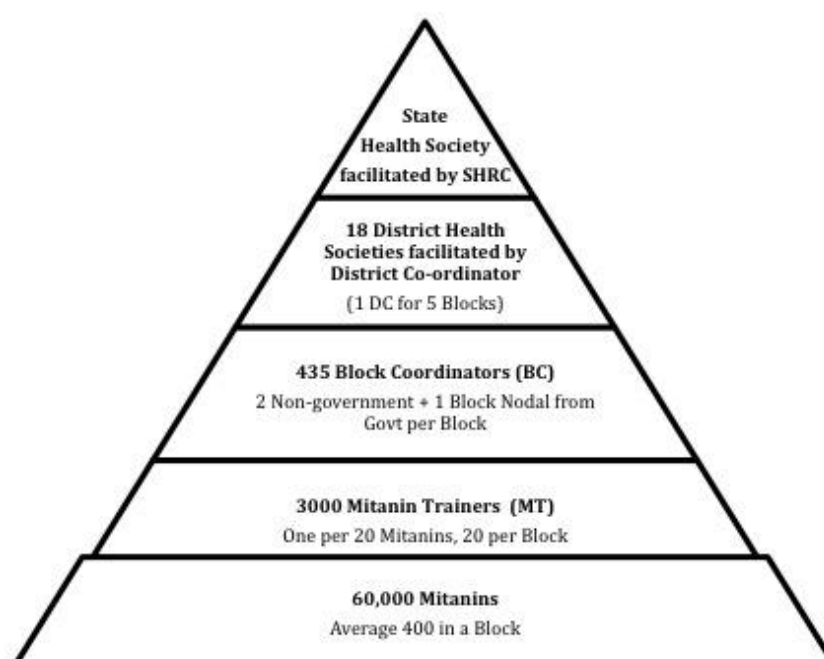 State
Health Society
facilitated by SHRC
18 District Health
Societies facilitated by
District Co-ordinator
(1 DC for 5 Blocks)
435 Block Coordinators (BC)
2 Non-government + 1 Block Nodal from
Govt per Block
3000 Mitanin Trainers (MT)
One per 20 Mitanins, 20 per Block
60,000 Mitanins
Average 400 in a Block